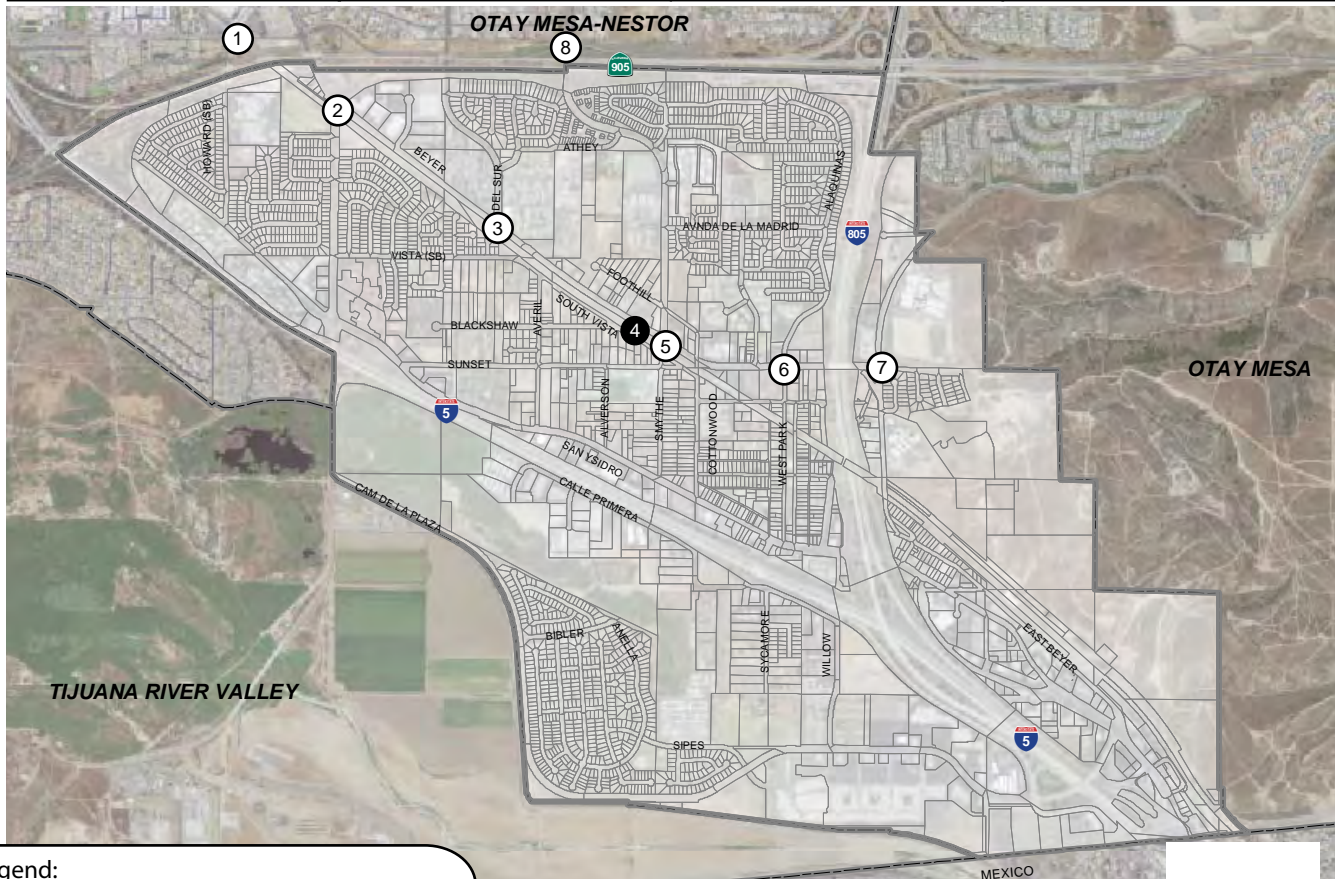 OTAY MESA-NESTOR
1
8
905
2
HOWARD (SB)
BEYER
ATHEY
DEL SUR
ALAQUINAS
3
AVNDA DE LA MADRID
805
VISTA (SB)
FOOTHILL
SOUTH VISTA
AVERIL
BLACKSHAW
4
5
SUNSET
6
7
OTAY MESA
5
ALVERSON
SMYTHE
COTTONWOOD
WEST PARK
SAN YSIDRO
CALLE PRIMERA
CAM DE LA PLAZA
BIBLER
ANELLA
SYCAMORE
WILLOW
EAST BEYER
TIJUANA RIVER VALLEY
SIPES
5
gend:
MEXICO